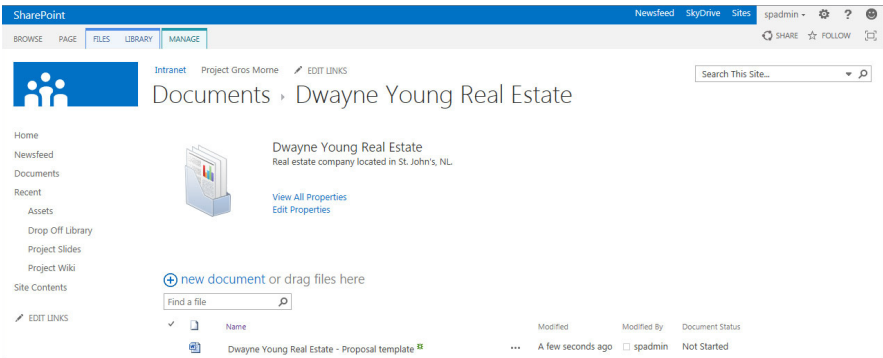 SharePoint
Newsfeed SkyDrive Sites spadmin ?
BROWSE PAGE FILES LIBRARY MANAGE
SHARE FOLLOW
Intranet Project Gros Morne EDIT LINKS
Search This Site...
Documents Dwayne Young Real Estate
Home
Newsfeed
Documents
Recent
Assets
Drop Off Library
Project Slides
Project Wiki
Site Contents
EDIT LINKS
Dwayne Young Real Estate
Real estate company located in St. John's, NL.
View All Properties
Edit Properties
new document or drag files here
Find a file
Name Modified Modified By Document Status
Dwayne Young Real Estate - Proposal template ... A few seconds ago spadmin Not Started